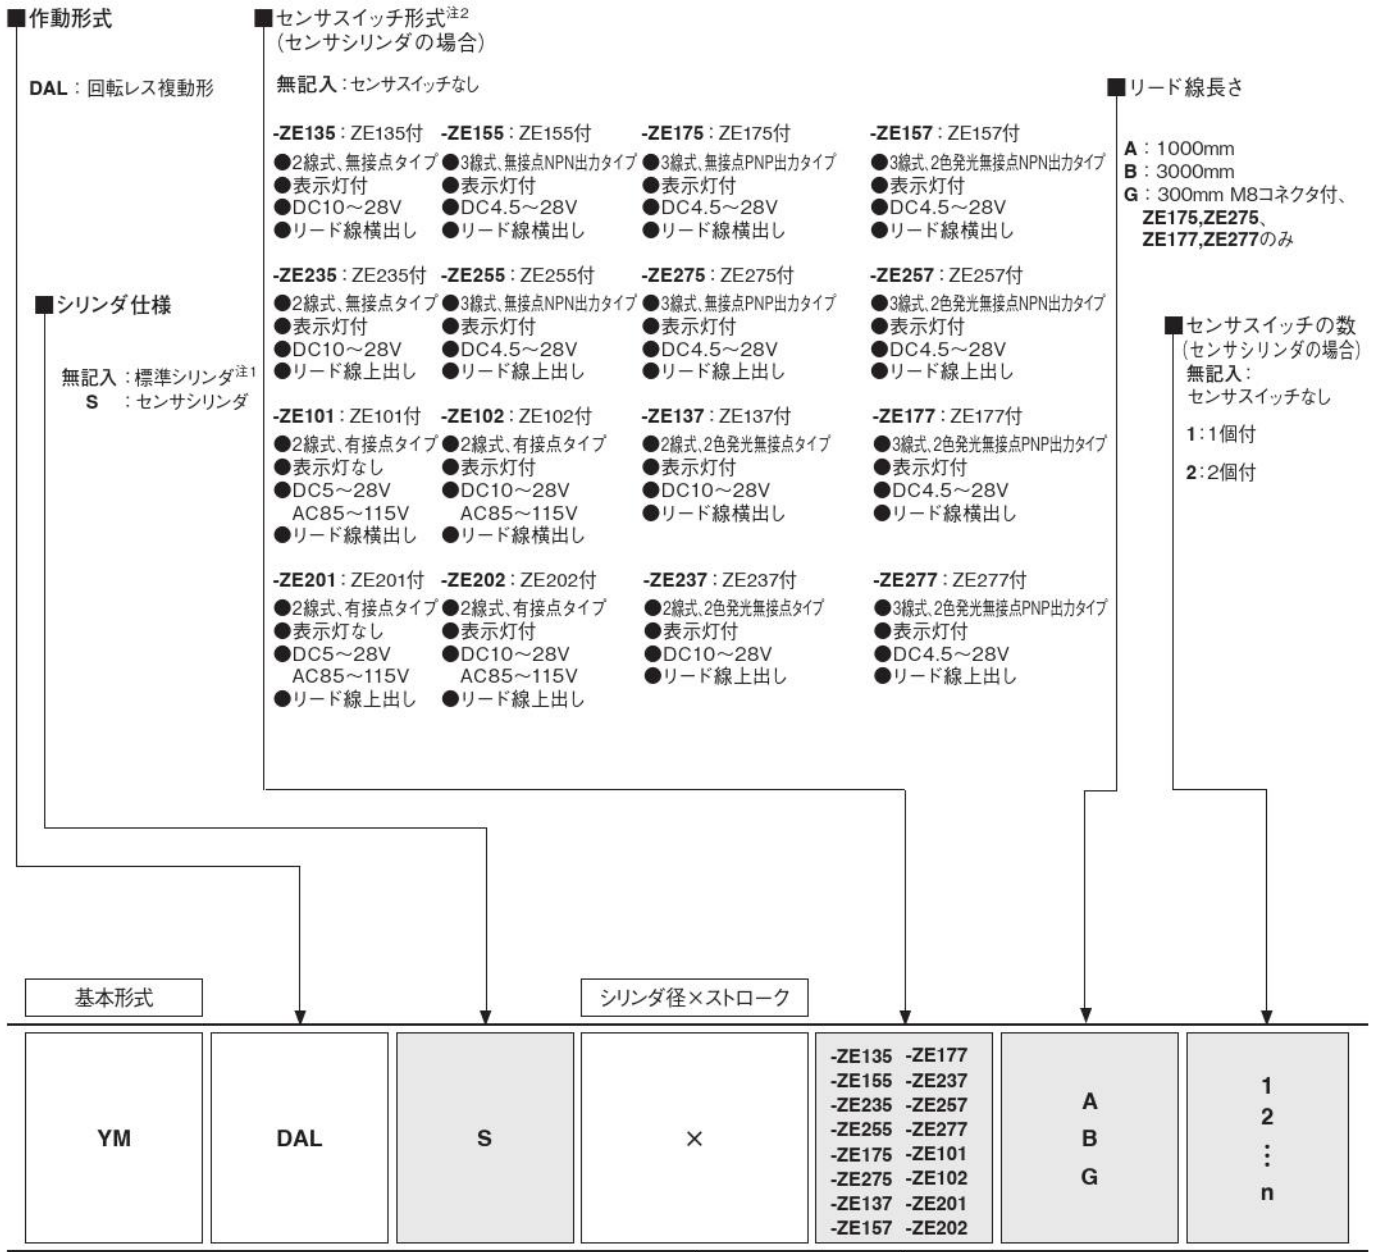 ■作動形式
DAL：回転レス複動形
■シリンダ仕様
無記入：標準シリンダ注1
S ：センサシリンダ
■センサスイッチ形式注2
(センサシリンダの場合)
無記入：センサスイッチなし
-ZE135：ZE135付
●2線式、無接点タイプ
●表示灯付
●DC10～28V
●リード線横出し
-ZE155：ZE155付
●3線式、無接点NPN出力タイプ
●表示灯付
●DC4.5～28V
●リード線横出し
-ZE175：ZE175付
●3線式、無接点PNP出力タイプ
●表示灯付
●DC4.5～28V
●リード線横出し
-ZE157：ZE157付
●3線式、2色発光無接点NPN出力タイプ
●表示灯付
●DC4.5～28V
●リード線横出し
-ZE235：ZE235付
●2線式、無接点タイプ
●表示灯付
●DC10～28V
●リード線上出し
-ZE255：ZE255付
●3線式、無接点NPN出力タイプ
●表示灯付
●DC4.5～28V
●リード線上出し
-ZE275：ZE275付
●3線式、無接点PNP出力タイプ
●表示灯付
●DC4.5～28V
●リード線上出し
-ZE257：ZE257付
●3線式、2色発光無接点NPN出力タイプ
●表示灯付
●DC4.5～28V
●リード線上出し
-ZE101：ZE101付
●2線式、有接点タイプ
●表示灯なし
●DC5～28V
AC85～115V
●リード線横出し
-ZE102：ZE102付
●2線式、有接点タイプ
●表示灯付
●DC10～28V
AC85～115V
●リード線横出し
-ZE137：ZE137付
●2線式、2色発光無接点タイプ
●表示灯付
●DC10～28V
●リード線横出し
-ZE177：ZE177付
●3線式、2色発光無接点PNP出力タイプ
●表示灯付
●DC4.5～28V
●リード線横出し
-ZE201：ZE201付
●2線式、有接点タイプ
●表示灯なし
●DC5～28V
AC85～115V
●リード線上出し
-ZE202：ZE202付
●2線式、有接点タイプ
●表示灯付
●DC10～28V
AC85～115V
●リード線上出し
-ZE237：ZE237付
●2線式、2色発光無接点タイプ
●表示灯付
●DC10～28V
●リード線上出し
-ZE277：ZE277付
●3線式、2色発光無接点PNP出力タイプ
●表示灯付
●DC4.5～28V
●リード線上出し
■リード線長さ
A：1000mm
B：3000mm
G：300mm M8コネクタ付、
ZE175,ZE275、
ZE177,ZE277のみ
■センサスイッチの数
(センサシリンダの場合)
無記入：
センサスイッチなし
1：1個付
2：2個付
基本形式
シリンダ径×ストローク
YM
DAL
S
×
-ZE135 -ZE177
-ZE155 -ZE237
-ZE235 -ZE257
-ZE255 -ZE277
-ZE175 -ZE101
-ZE275 -ZE102
-ZE137 -ZE201
-ZE157 -ZE202
A
B
G
1
2
⋮
n